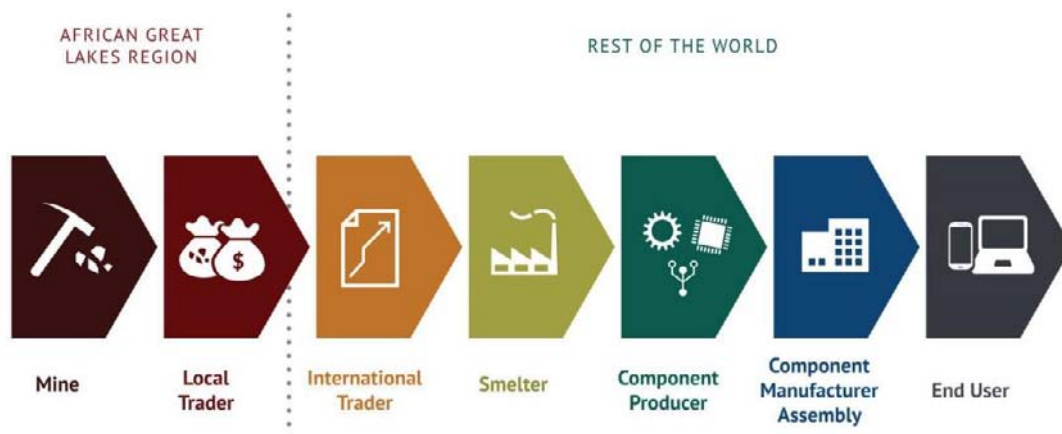 AFRICAN GREAT
LAKES REGION
REST OF THE WORLD
$
Mine
Local
Trader
International
Trader
Smelter
Component
Producer
Component
Manufacturer
Assembly
End User